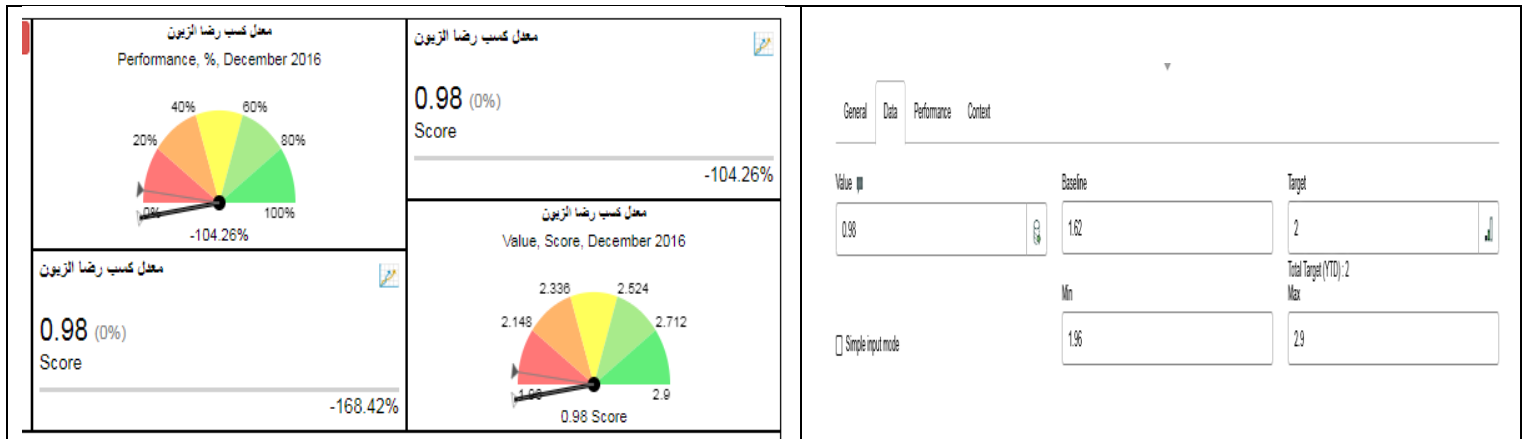 معدل كسب رضا الزبون
Performance, %, December 2016
40%
60%
20%
80%
0%
100%
-104.26%
معدل كسب رضا الزبون
0.98 (0%)
Score
-104.26%
معدل كسب رضا الزبون
0.98 (0%)
Score
-168.42%
معدل كسب رضا الزبون
Value, Score, December 2016
2.336
2.524
2.148
2.712
1.96
2.9
0.98 Score
General Data Performance Context
Value Baseline Target
0.98 1.62 2
Total Target (YTD) : 2
Min Max
Simple input mode 1.96 2.9